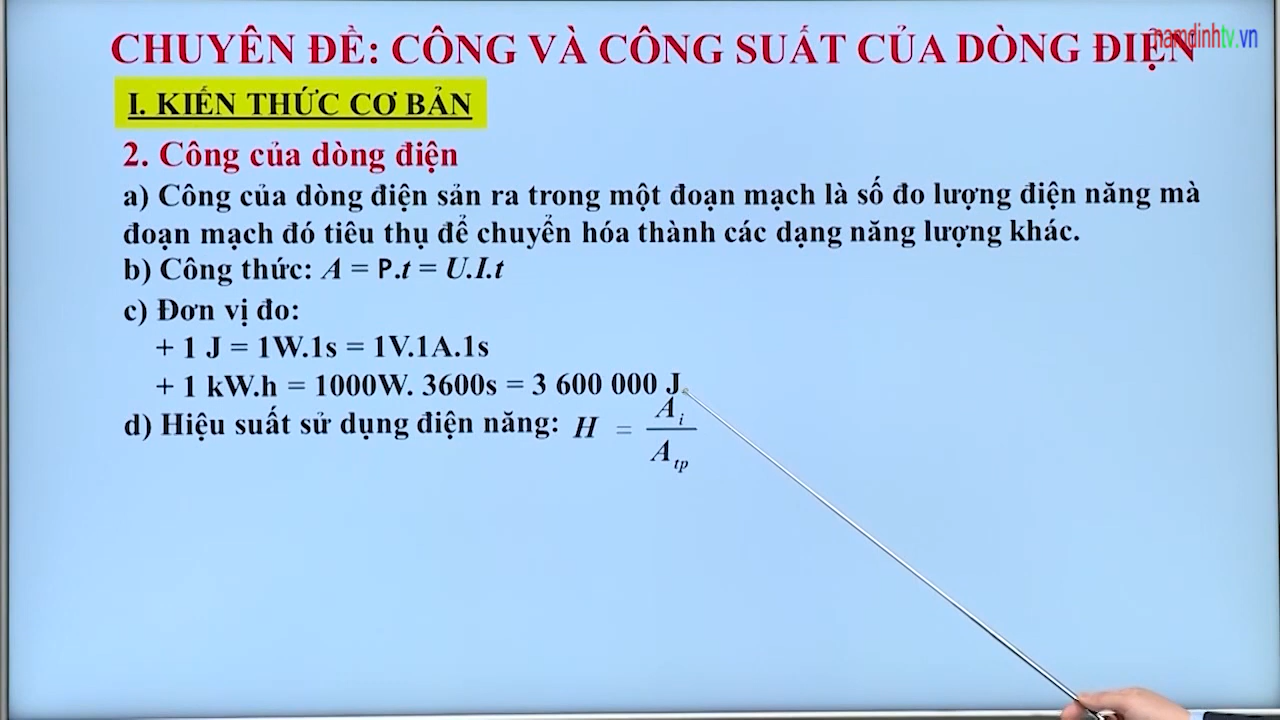 CHUYÊN ĐỀ: CÔNG VÀ CÔNG SUẤT CỦA DÒNG ĐIỆN
namdinhtv.vn
I. KIẾN THỨC CƠ BẢN
2. Công của dòng điện
a) Công của dòng điện sản ra trong một đoạn mạch là số đo lượng điện năng mà
đoạn mạch đó tiêu thụ để chuyển hóa thành các dạng năng lượng khác.
b) Công thức: A = P.t = U.I.t
c) Đơn vị đo:
+ 1 J = 1W.1s = 1V.1A.1s
+ 1 kW.h = 1000W. 3600s = 3 600 000 J.
d) Hiệu suất sử dụng điện năng: H = A_i / A_tp